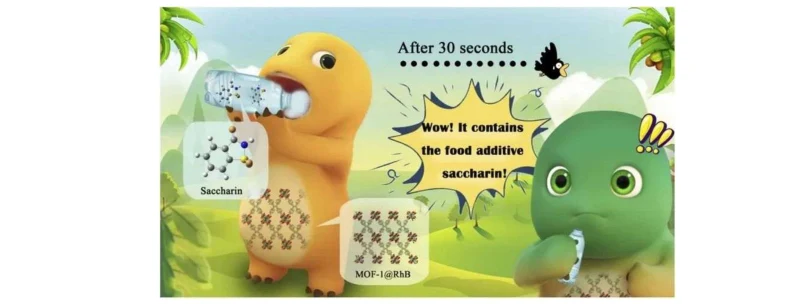 After 30 seconds
Wow! It contains
the food additive
saccharin!
!!!
Saccharin
MOF-1@RhB